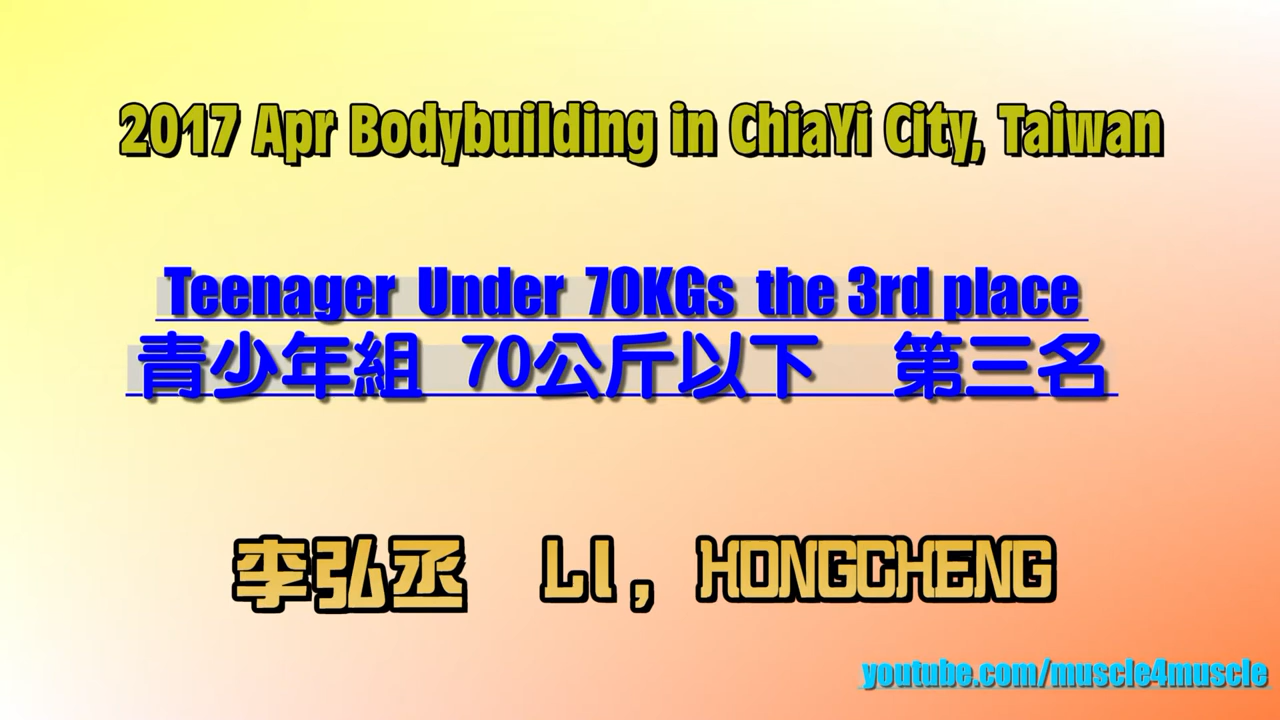 2017 Apr Bodybuilding in ChiaYi City, Taiwan
Teenager Under 70KGs the 3rd place
青少年組 70公斤以下 第三名
李弘丞 LI, HONGCHENG
youtube.com/muscle4muscle